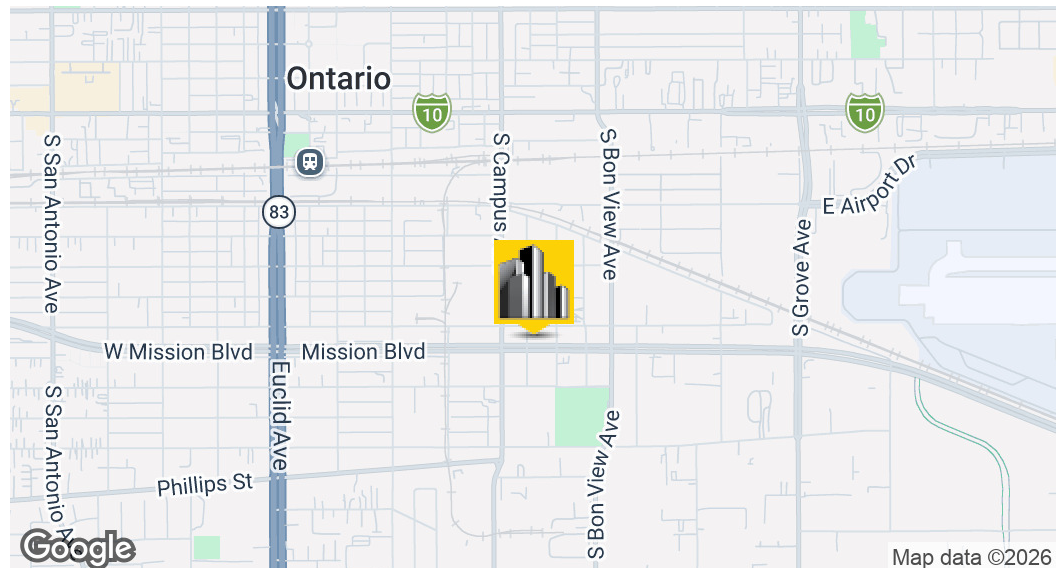 Ontario
10
10
S San Antonio Ave
S Campus
S Bon View Ave
E Airport Dr
83
S Grove Ave
W Mission Blvd
Mission Blvd
Euclid Ave
S San Antonio Ave
S Bon View Ave
Phillips St
Google
Map data ©2026